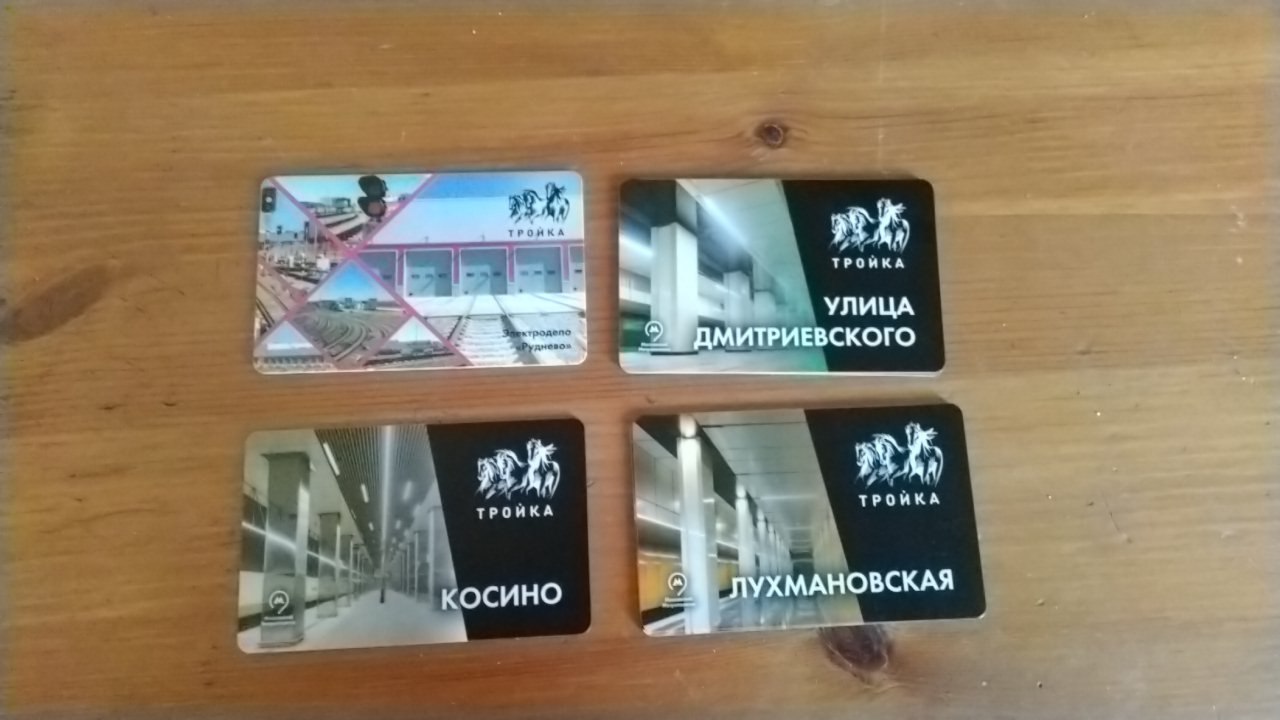 ТРОЙКА
Электродепо
«Руднево»
ТРОЙКА
УЛИЦА
ДМИТРИЕВСКОГО
ТРОЙКА
КОСИНО
ТРОЙКА
ЛУХМАНОВСКАЯ